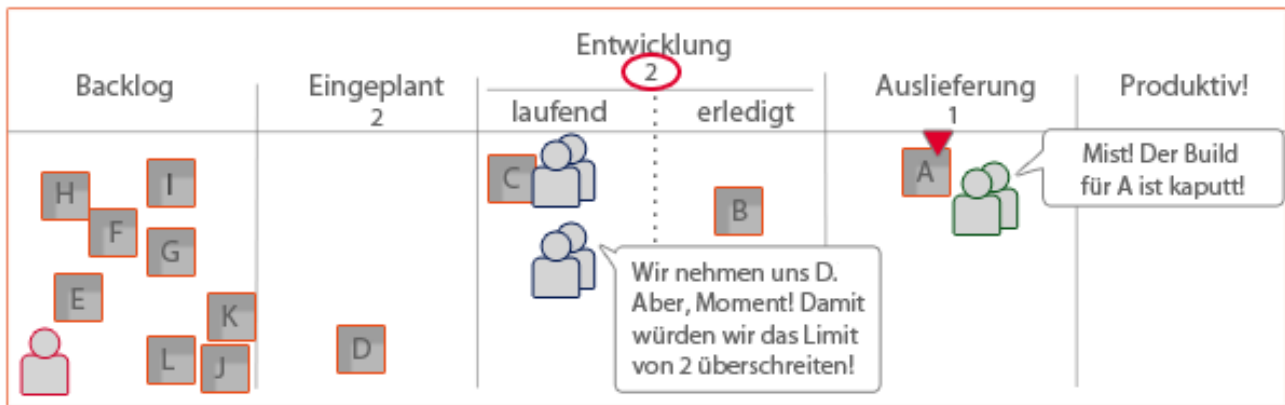 Entwicklung
2
Backlog
Eingeplant
2
laufend
erledigt
Auslieferung
1
Produktiv!
H
I
F
G
E
K
L
J
D
C
B
A
Mist! Der Build
für A ist kaputt!
Wir nehmen uns D.
Aber, Moment! Damit
würden wir das Limit
von 2 überschreiten!